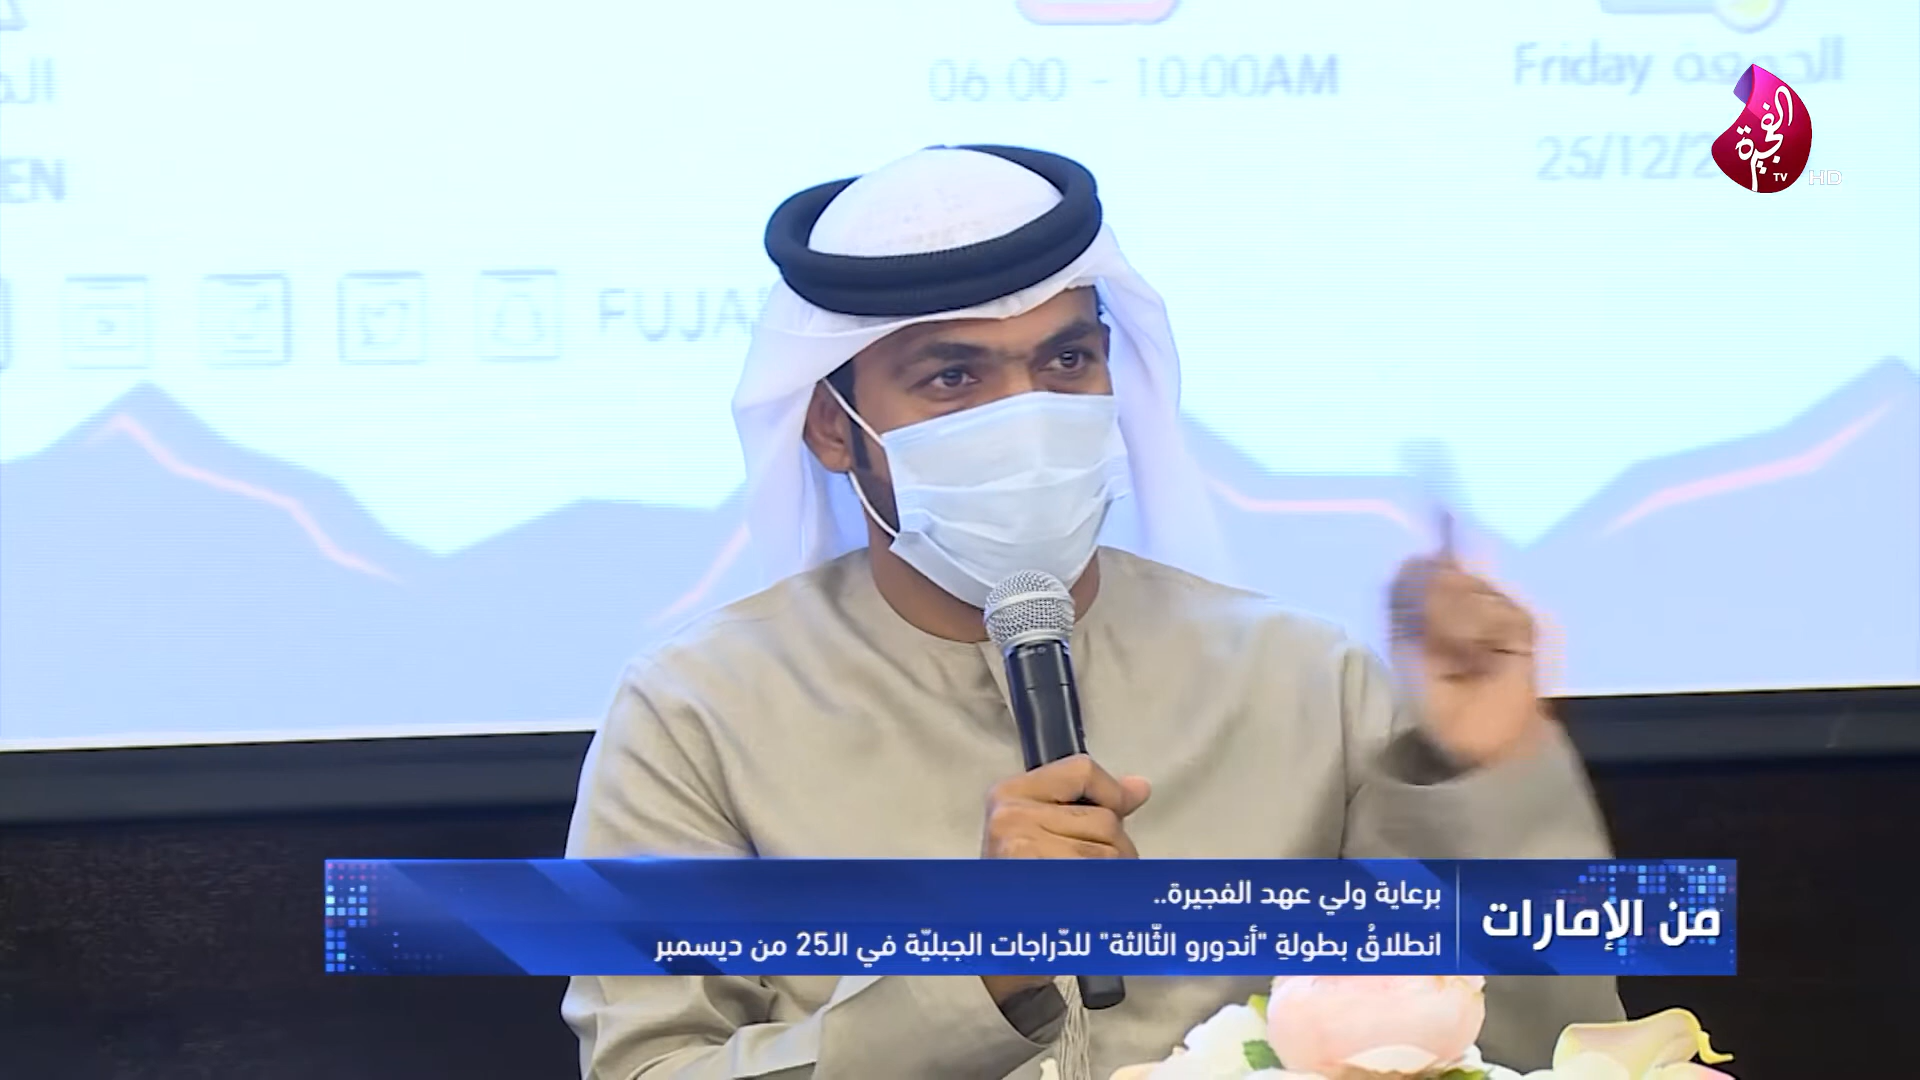 06:00 - 10:00AM
Friday الجمعة
25/12/2
EN
FUJA
الفجيرة
TV HD
من الإمارات
برعاية ولي عهد الفجيرة..
انطلاقُ بطولةِ "أندورو الثّالثة" للدّراجات الجبليّة في الـ25 من ديسمبر